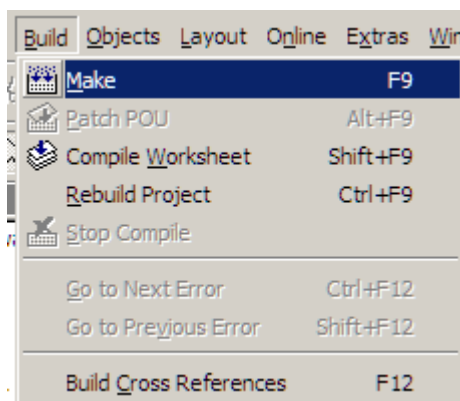 Build Objects Layout Online Extras Win
Make F9
Patch POU Alt+F9
Compile Worksheet Shift+F9
Rebuild Project Ctrl+F9
Stop Compile
Go to Next Error Ctrl+F12
Go to Previous Error Shift+F12
Build Cross References F12